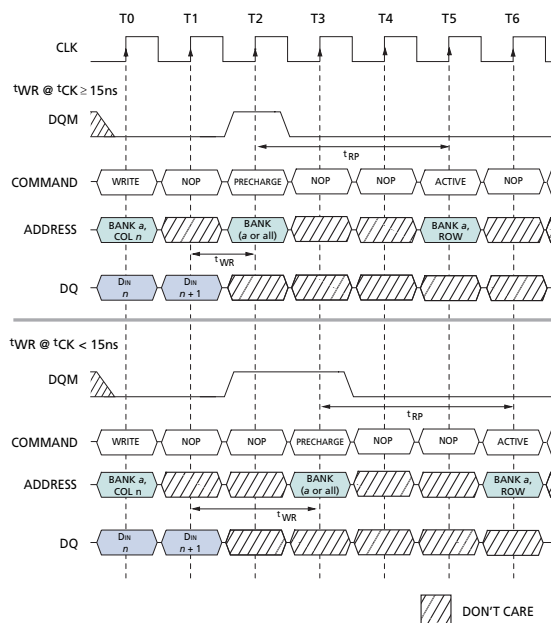 T0 T1 T2 T3 T4 T5 T6
CLK
tWR @ tCK ≥ 15ns
DQM
tRP
COMMAND WRITE NOP PRECHARGE NOP NOP ACTIVE NOP
ADDRESS BANK a, COL n BANK (a or all) BANK a, ROW
tWR
DQ DIN n DIN n + 1
tWR @ tCK < 15ns
DQM
tRP
COMMAND WRITE NOP NOP PRECHARGE NOP NOP ACTIVE
ADDRESS BANK a, COL n BANK (a or all) BANK a, ROW
tWR
DQ DIN n DIN n + 1
DON'T CARE